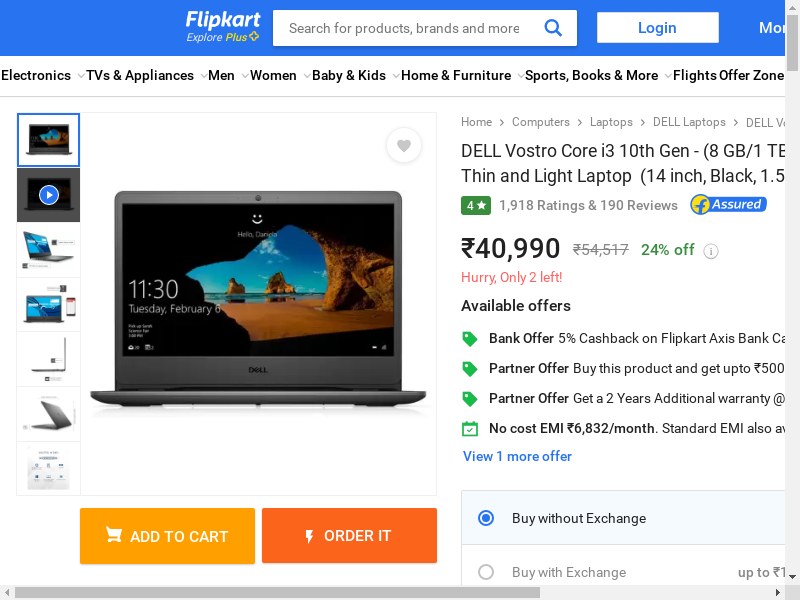 Flipkart
Explore Plus
Search for products, brands and more
Login
Mor
Electronics
TVs & Appliances
Men
Women
Baby & Kids
Home & Furniture
Sports, Books & More
Flights
Offer Zone
Home
Computers
Laptops
DELL Laptops
DELL Vo
DELL Vostro Core i3 10th Gen - (8 GB/1 TB
Thin and Light Laptop (14 inch, Black, 1.5
4 ★ 1,918 Ratings & 190 Reviews Assured
₹40,990 ₹54,517 24% off
Hurry, Only 2 left!
Available offers
Bank Offer 5% Cashback on Flipkart Axis Bank Ca
Partner Offer Buy this product and get upto ₹500
Partner Offer Get a 2 Years Additional warranty @
No cost EMI ₹6,832/month. Standard EMI also av
View 1 more offer
Buy without Exchange
Buy with Exchange up to ₹1
Hello, Daniela
11:30
Tuesday, February 6
DELL
ADD TO CART
ORDER IT